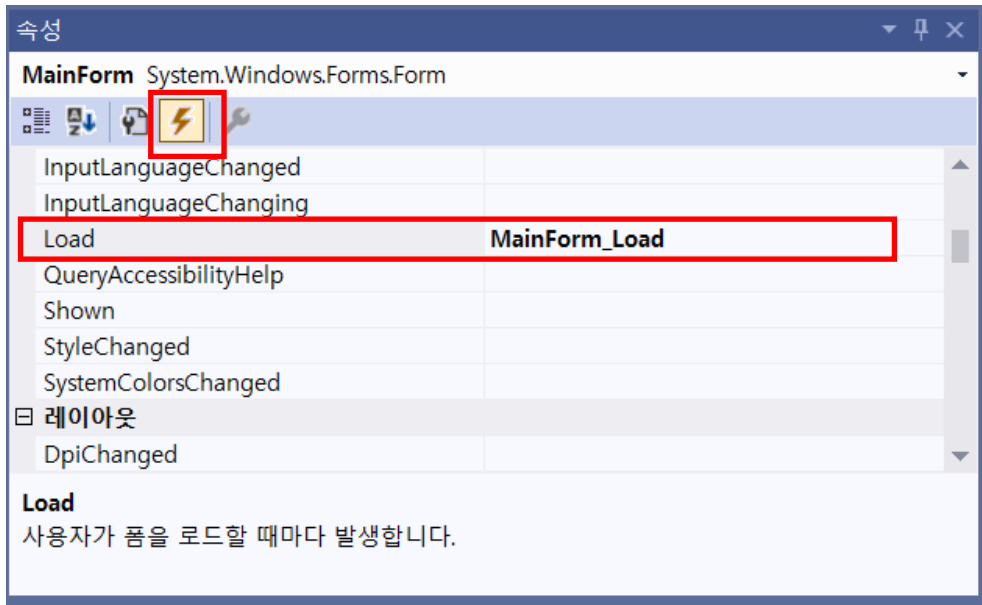 속성
MainForm System.Windows.Forms.Form
InputLanguageChanged
InputLanguageChanging
Load MainForm_Load
QueryAccessibilityHelp
Shown
StyleChanged
SystemColorsChanged
레이아웃
DpiChanged
Load
사용자가 폼을 로드할 때마다 발생합니다.